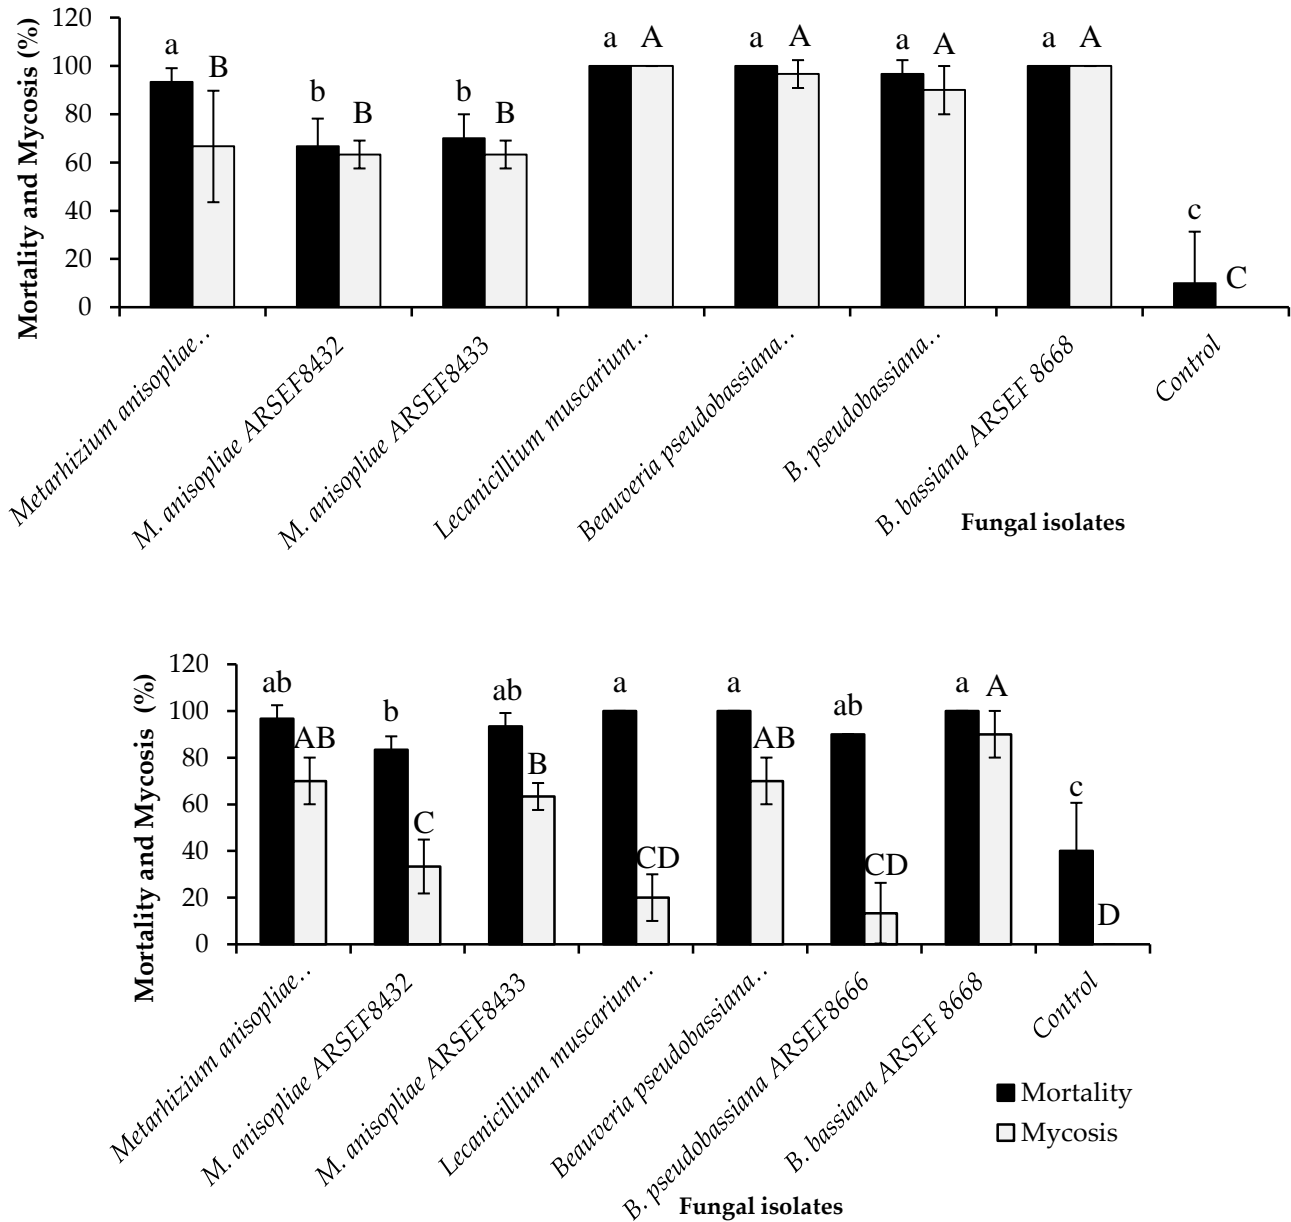 Mortality and Mycosis (%)
120
100
80
60
40
20
0
a B
b B
b B
a A
a A
a A
a A
c C
Metarhizium anisopliae..
M. anisopliae ARSEF8432
M. anisopliae ARSEF8433
Lecanicillium muscarium..
Beauveria pseudobassiana..
B. pseudobassiana..
B. bassiana ARSEF 8668
Control
Fungal isolates
Mortality and Mycosis (%)
120
100
80
60
40
20
0
ab AB
b C
ab B
a CD
a AB
ab CD
a A
c D
Metarhizium anisopliae..
M. anisopliae ARSEF8432
M. anisopliae ARSEF8433
Lecanicillium muscarium..
Beauveria pseudobassiana..
B. pseudobassiana ARSEF8666
B. bassiana ARSEF 8668
Control
Mortality
Mycosis
Fungal isolates